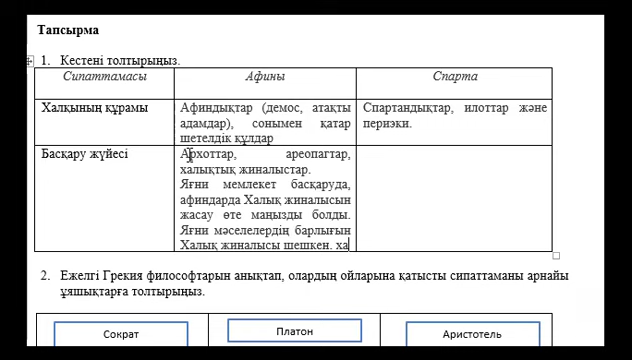 Тапсырма
1. Кестені толтырыңыз.
Сипаттамасы
Афины
Спарта
Халқының құрамы
Афиндықтар (демос, атақты
адамдар), сонымен қатар
шетелдік құлдар
Спартандықтар, илоттар және
периэки.
Басқару жүйесі
Архоттар, ареопагтар,
халықтық жиналыстар.
Яғни мемлекет басқаруда,
афиндарда Халық жиналысын
жасау өте маңызды болды.
Яғни мәселелердің барлығын
Халық жиналысы шешкен. ха
2. Ежелгі Грекия философтарын анықтап, олардың ойларына қатысты сипаттаманы арнайы
ұяшықтарға толтырыңыз.
Сократ
Платон
Аристотель